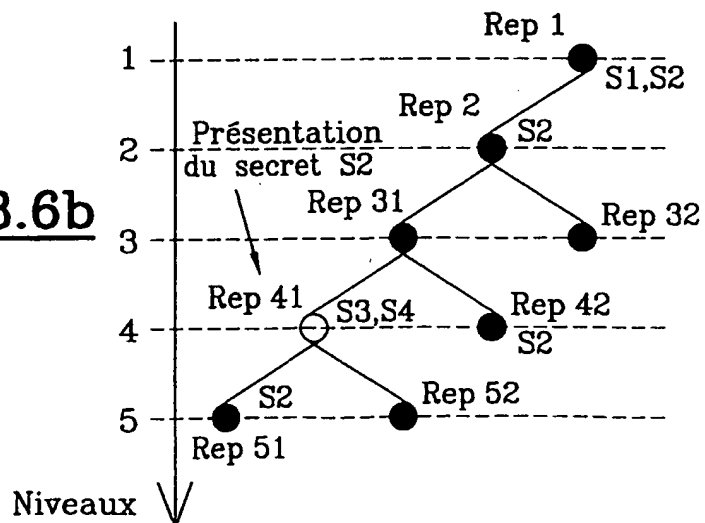 Rep 1
1
S1,S2
Rep 2
Présentation
S2
2
du secret S2
3.6b
Rep 31
Rep 32
3
Rep 41
S3,S4
Rep 42
4
S2
S2
Rep 52
5
Rep 51
Niveaux